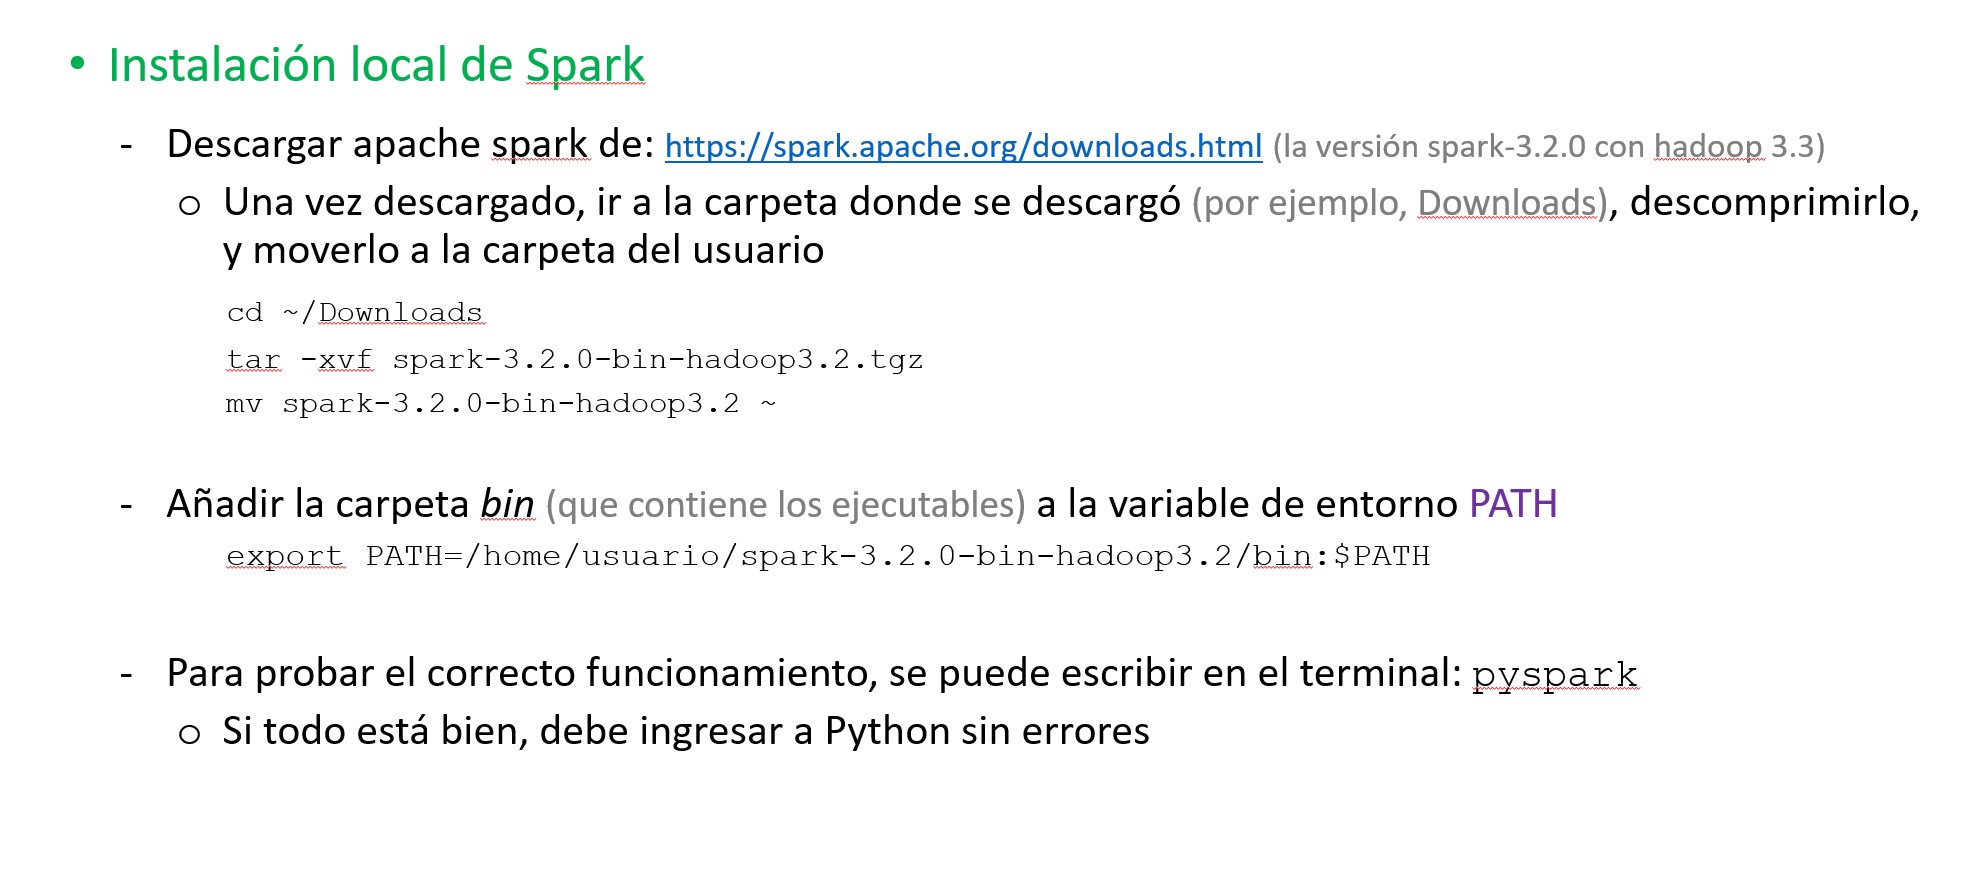 • Instalación local de Spark
- Descargar apache spark de: https://spark.apache.org/downloads.html (la versión spark-3.2.0 con hadoop 3.3)
o Una vez descargado, ir a la carpeta donde se descargó (por ejemplo, Downloads), descomprimirlo,
y moverlo a la carpeta del usuario
cd ~/Downloads
tar -xvf spark-3.2.0-bin-hadoop3.2.tgz
mv spark-3.2.0-bin-hadoop3.2 ~
- Añadir la carpeta bin (que contiene los ejecutables) a la variable de entorno PATH
export PATH=/home/usuario/spark-3.2.0-bin-hadoop3.2/bin:$PATH
- Para probar el correcto funcionamiento, se puede escribir en el terminal: pyspark
o Si todo está bien, debe ingresar a Python sin errores